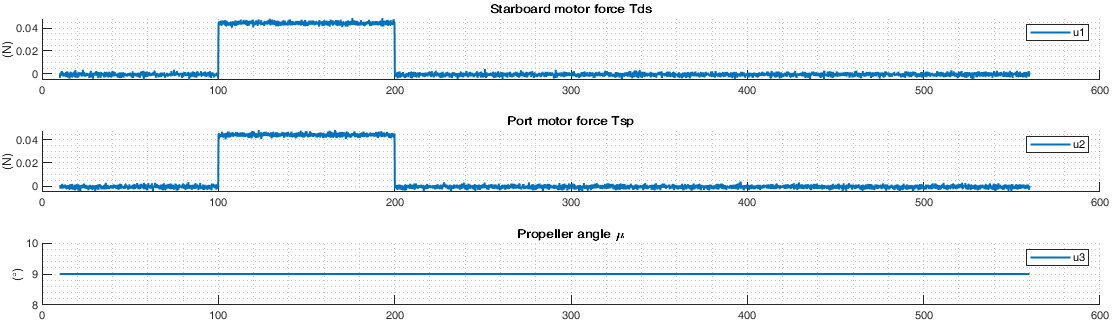 Starboard motor force Tds
(N)
0.04
0.02
0
u1
0 100 200 300 400 500 600
Port motor force Tsp
(N)
0.04
0.02
0
u2
0 100 200 300 400 500 600
Propeller angle μ
(°)
10
9
8
u3
0 100 200 300 400 500 600